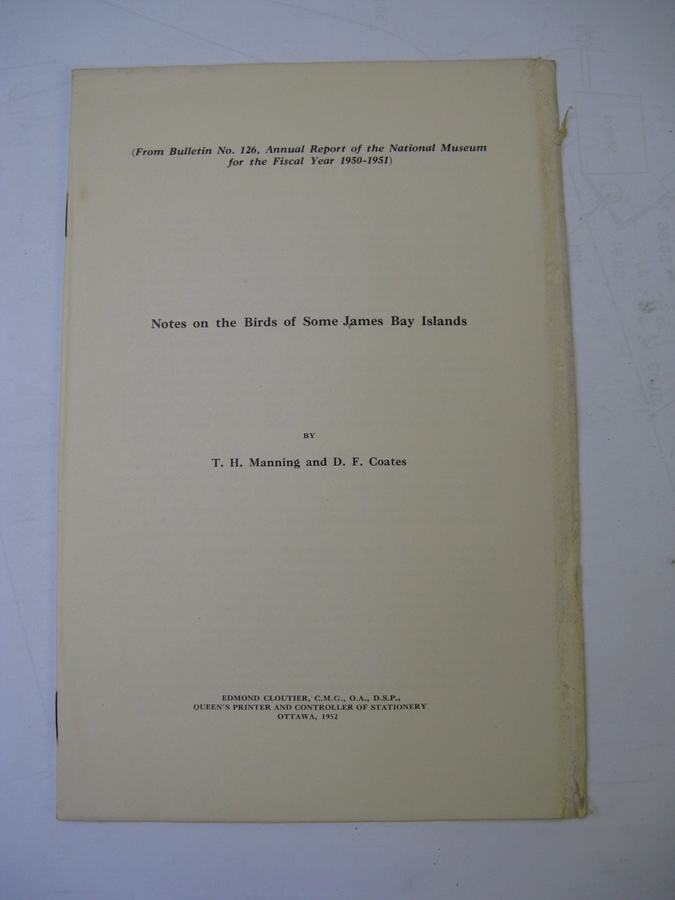 (From Bulletin No. 126, Annual Report of the National Museum
for the Fiscal Year 1950-1951)
Notes on the Birds of Some James Bay Islands
BY
T. H. Manning and D. F. Coates
EDMOND CLOUTIER, C.M.G., O.A., D.S.P.,
QUEEN'S PRINTER AND CONTROLLER OF STATIONERY
OTTAWA, 1952